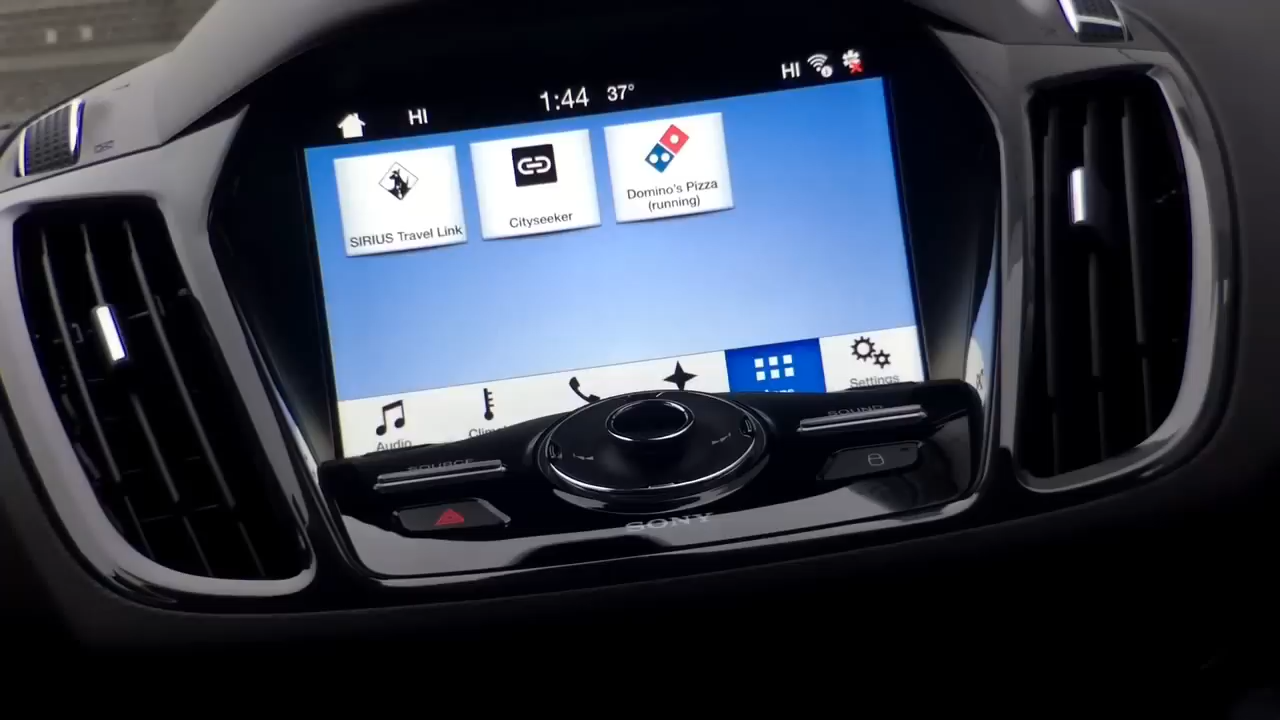 HI
1:44 37°
HI
SIRIUS Travel Link
Cityseeker
Domino's Pizza
(running)
Audio
Settings
SOURCE
SOUND
SONY